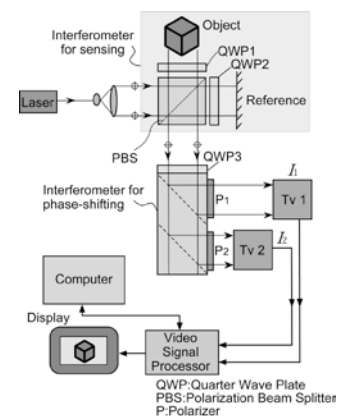 Object
Interferometer
for sensing
QWP1
QWP2
Laser
Reference
PBS
QWP3
Interferometer for
phase-shifting
P1
I1
Tv 1
P2
Tv 2
I2
Computer
Display
Video
Signal
Processor
QWP:Quarter Wave Plate
PBS:Polarization Beam Splitter
P:Polarizer